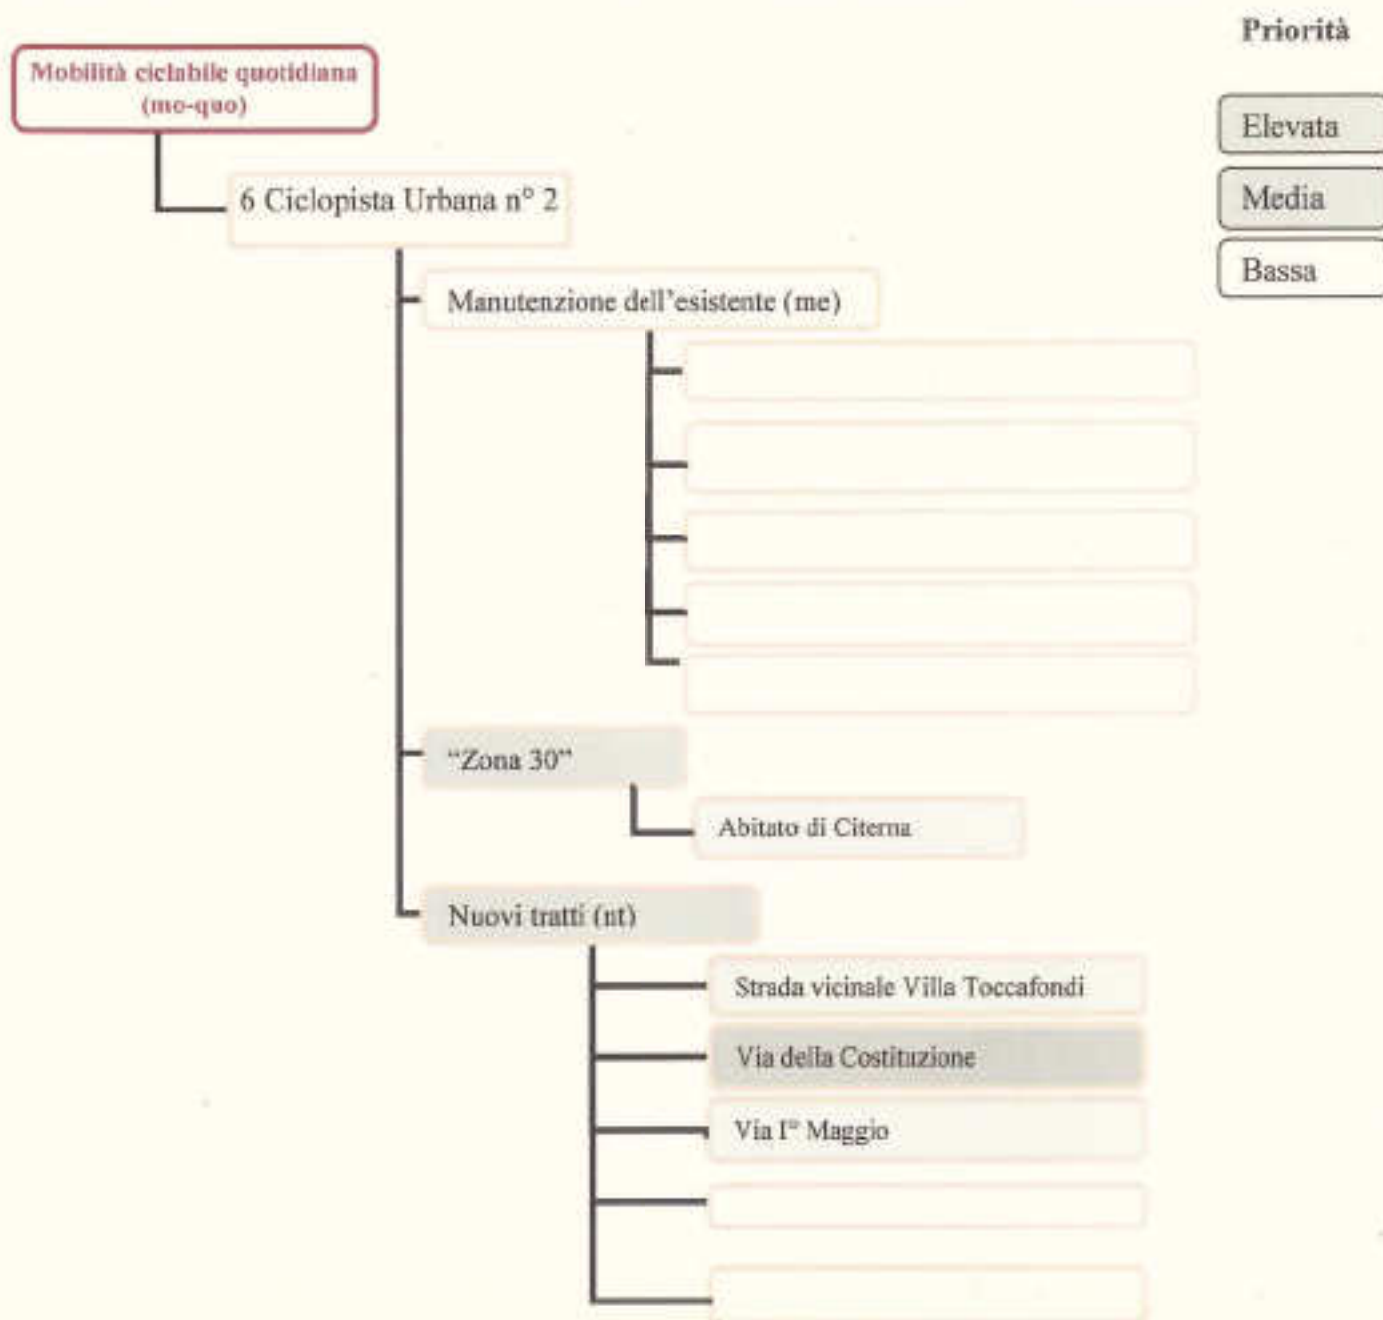 Priorità
Mobilità ciclabile quotidiana
(mo-quo)
Elevata
6 Ciclopista Urbana n° 2
Media
Bassa
Manutenzione dell’esistente (me)
“Zona 30”
Abitato di Citerna
Nuovi tratti (nt)
Strada vicinale Villa Toccafondi
Via della Costituzione
Via I° Maggio